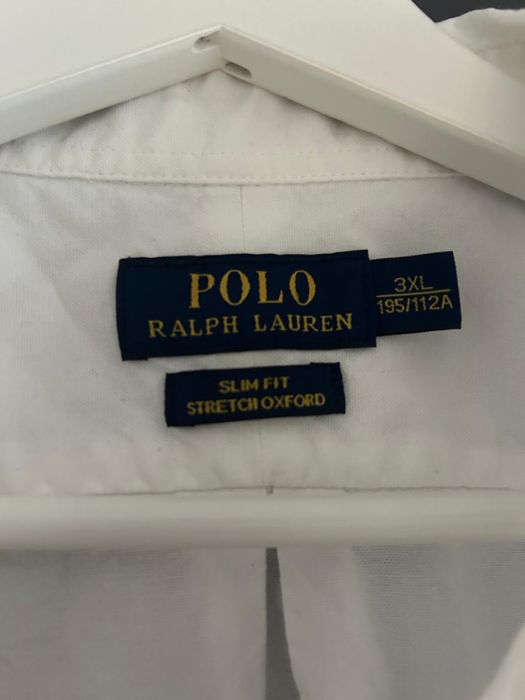 POLO
RALPH LAUREN
3XL
195/112A
SLIM FIT
STRETCH OXFORD